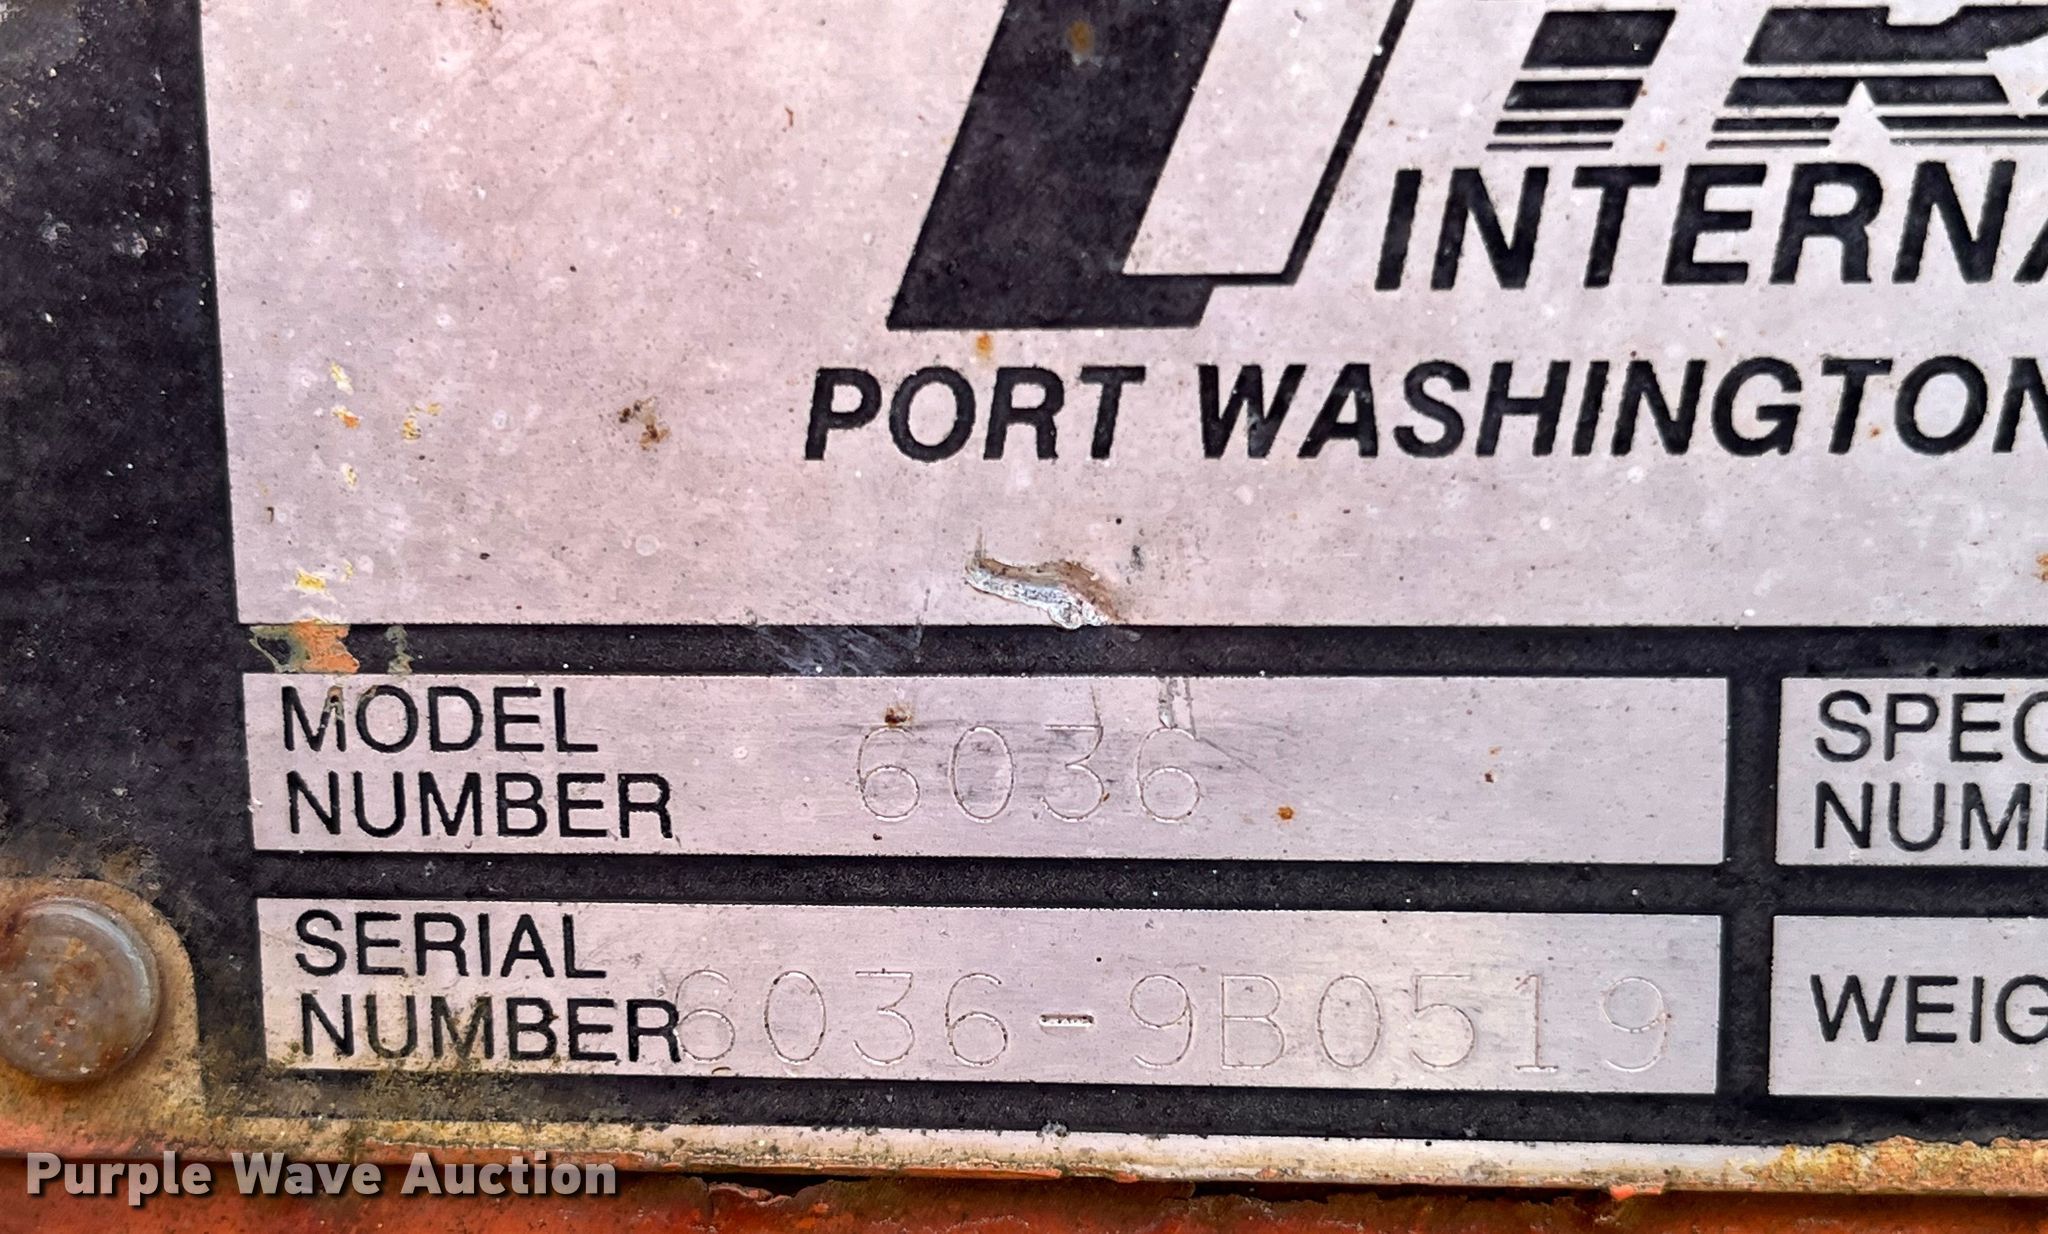 INTERNA
PORT WASHINGTON
MODEL NUMBER 6036
SPEC
NUM
SERIAL NUMBER 6036-9B0519
WEIG
Purple Wave Auction